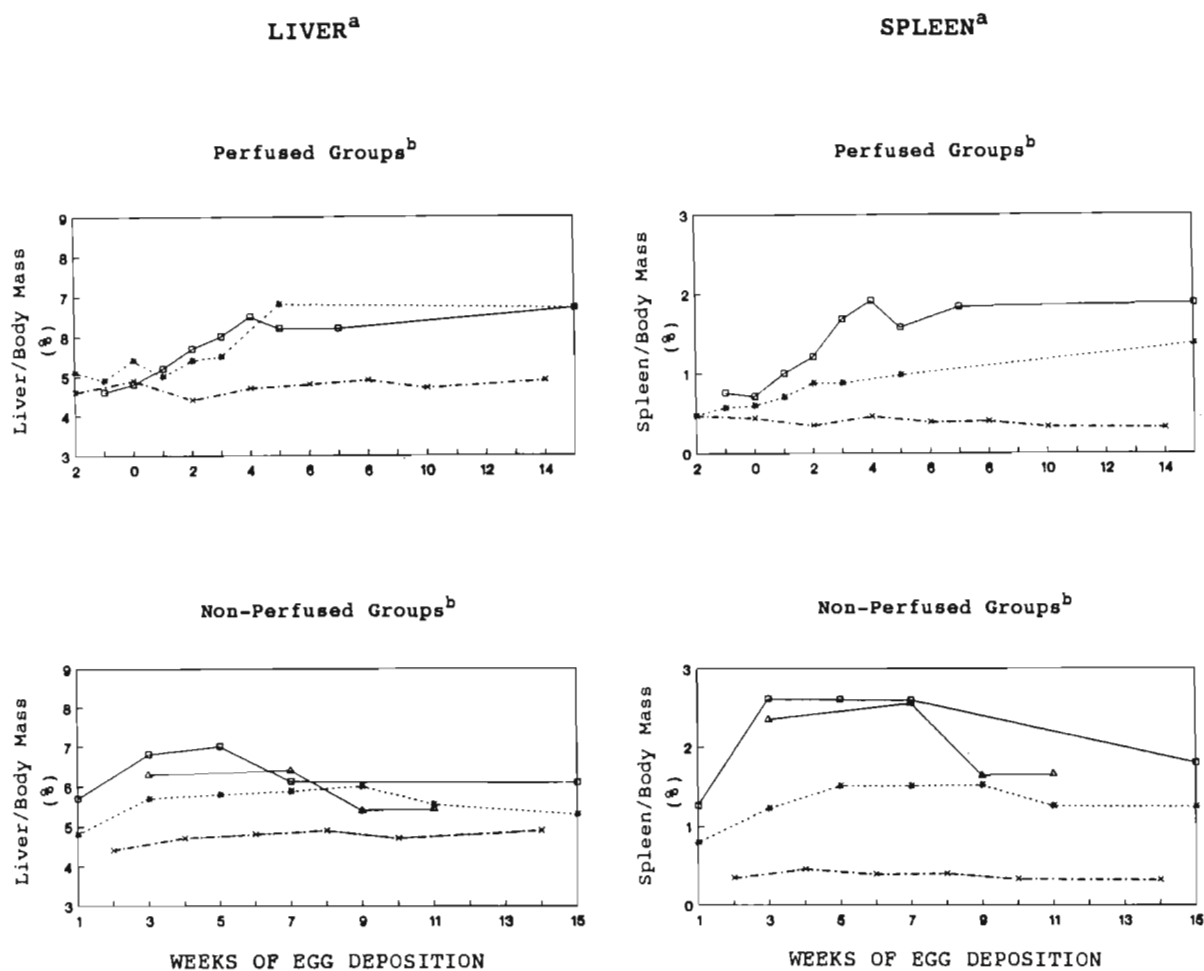 LIVERa
SPLEENa
Perfused Groupsb
Perfused Groupsb
Liver/Body Mass
(%)
9
8
7
6
5
4
3
2 0 2 4 6 8 10 12 14
Spleen/Body Mass
(%)
3
2
1
0
2 0 2 4 6 8 10 12 14
Non-Perfused Groupsb
Non-Perfused Groupsb
Liver/Body Mass
(%)
9
8
7
6
5
4
3
1 3 5 7 9 11 13 15
WEEKS OF EGG DEPOSITION
Spleen/Body Mass
(%)
3
2
1
0
1 3 5 7 9 11 13 15
WEEKS OF EGG DEPOSITION